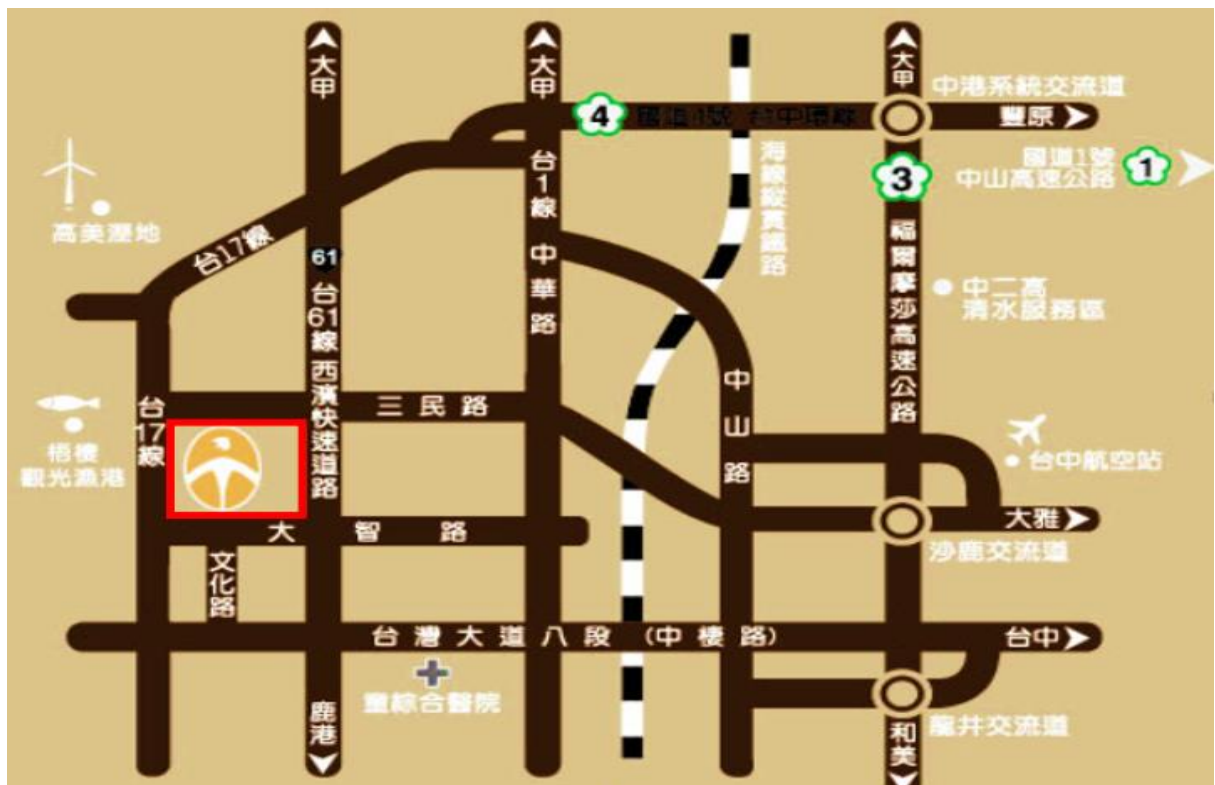 大甲
大甲
大甲
中港系統交流道
4
國道4號 台中環線
豐原
國道1號
中山高速公路
1
3
高美溼地
台17線
61
台61線 西濱快速道路
台1線 中華路
海線縱貫鐵路
福爾摩莎高速公路
中二高
清水服務區
台17線
三民路
中山路
梧棲
觀光漁港
台中航空站
大智路
大雅
沙鹿交流道
文化路
台灣大道八段 (中棲路)
台中
童綜合醫院
鹿港
龍井交流道
和美